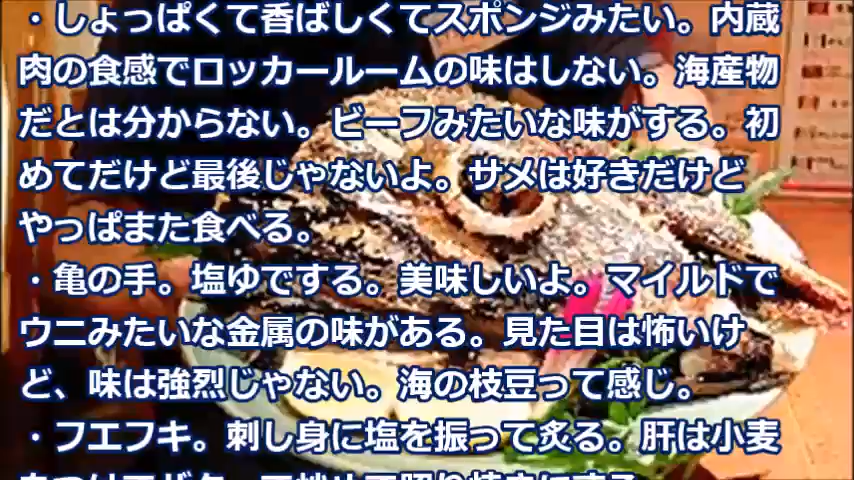 ・しょっぱくて香ばしくてスポンジみたい。内蔵
肉の食感でロッカールームの味はしない。海産物
だとは分からない。ビーフみたいな味がする。初
めてだけど最後じゃないよ。サメは好きだけど
やっぱまた食べる。
・亀の手。塩ゆでする。美味しいよ。マイルドで
ウニみたいな金属の味がある。見た目は怖いけ
ど、味は強烈じゃない。海の枝豆って感じ。
・フエフキ。刺し身に塩を振って炙る。肝は小麦